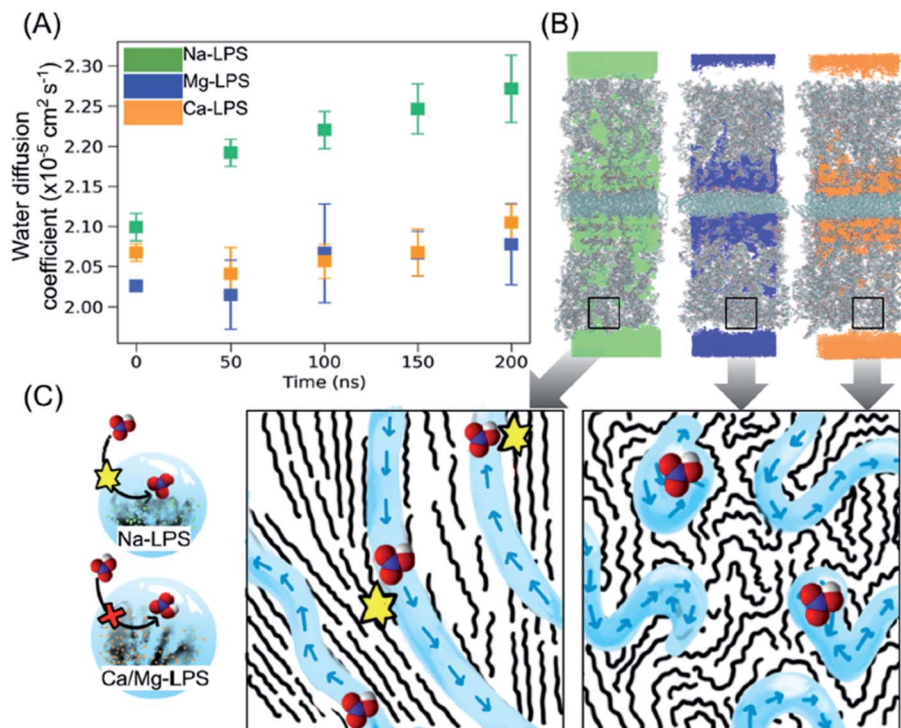 (A)
Na-LPS
Mg-LPS
Ca-LPS
Water diffusion
coefficient (x10⁻⁵ cm² s⁻¹)
2.30
2.25
2.20
2.15
2.10
2.05
2.00
0
50
100
150
200
Time (ns)
(B)
(C)
Na-LPS
Ca/Mg-LPS